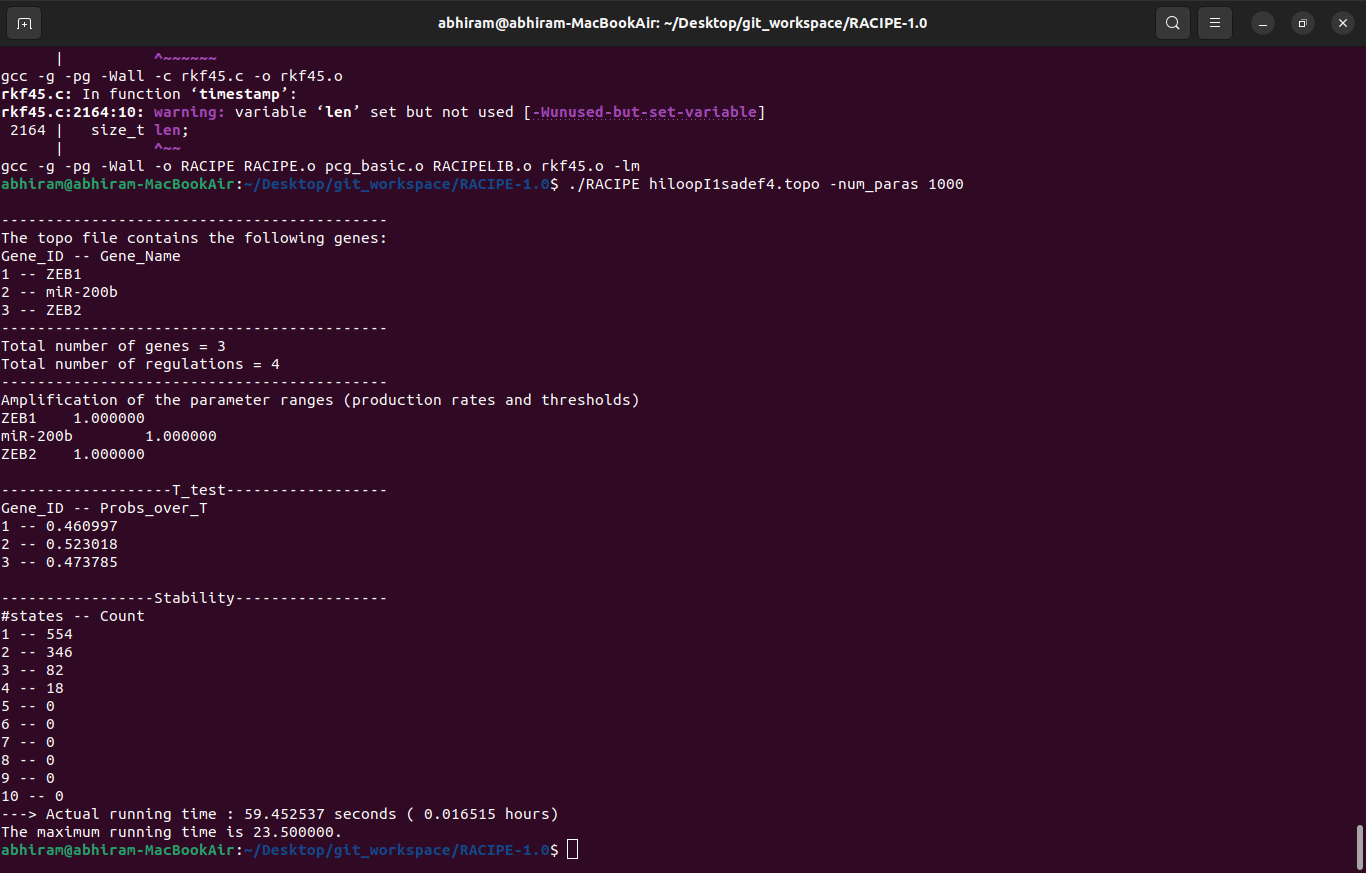 abhiram@abhiram-MacBookAir: ~/Desktop/git_workspace/RACIPE-1.0
      |          ^~~~~~~
gcc -g -pg -Wall -c rkf45.c -o rkf45.o
rkf45.c: In function ‘timestamp’:
rkf45.c:2164:10: warning: variable ‘len’ set but not used [-Wunused-but-set-variable]
 2164 |   size_t len;
      |          ^~~
gcc -g -pg -Wall -o RACIPE RACIPE.o pcg_basic.o RACIPELIB.o rkf45.o -lm
abhiram@abhiram-MacBookAir:~/Desktop/git_workspace/RACIPE-1.0$ ./RACIPE hiloopI1sadef4.topo -num_paras 1000
-------------------------------------------
The topo file contains the following genes:
Gene_ID -- Gene_Name
1 -- ZEB1
2 -- miR-200b
3 -- ZEB2
-------------------------------------------
Total number of genes = 3
Total number of regulations = 4
-------------------------------------------
Amplification of the parameter ranges (production rates and thresholds)
ZEB1    1.000000
miR-200b        1.000000
ZEB2    1.000000
-------------------T_test------------------
Gene_ID -- Probs_over_T
1 -- 0.460997
2 -- 0.523018
3 -- 0.473785
-----------------Stability-----------------
#states -- Count
1 -- 554
2 -- 346
3 -- 82
4 -- 18
5 -- 0
6 -- 0
7 -- 0
8 -- 0
9 -- 0
10 -- 0
---> Actual running time : 59.452537 seconds ( 0.016515 hours)
The maximum running time is 23.500000.
abhiram@abhiram-MacBookAir:~/Desktop/git_workspace/RACIPE-1.0$